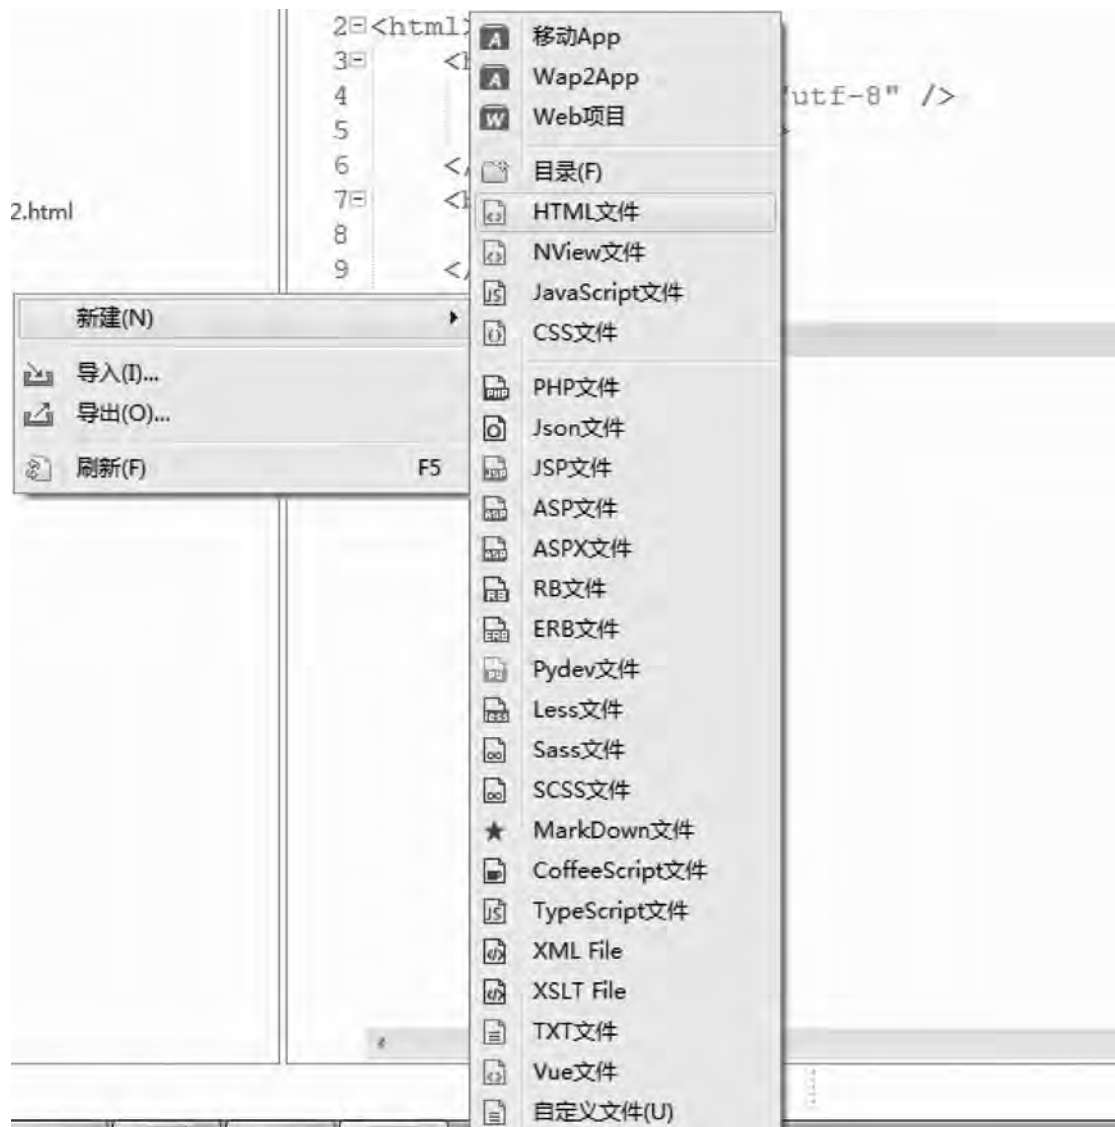 2 <html>
3 <
4 utf-8" />
5
6 </
7 <
8
9 </
2.html
新建(N)
导入(I)...
导出(O)...
刷新(F) F5
移动App
Wap2App
Web项目
目录(F)
HTML文件
NView文件
JavaScript文件
CSS文件
PHP文件
Json文件
JSP文件
ASP文件
ASPX文件
RB文件
ERB文件
Pydev文件
Less文件
Sass文件
SCSS文件
MarkDown文件
CoffeeScript文件
TypeScript文件
XML File
XSLT File
TXT文件
Vue文件
自定义文件(U)